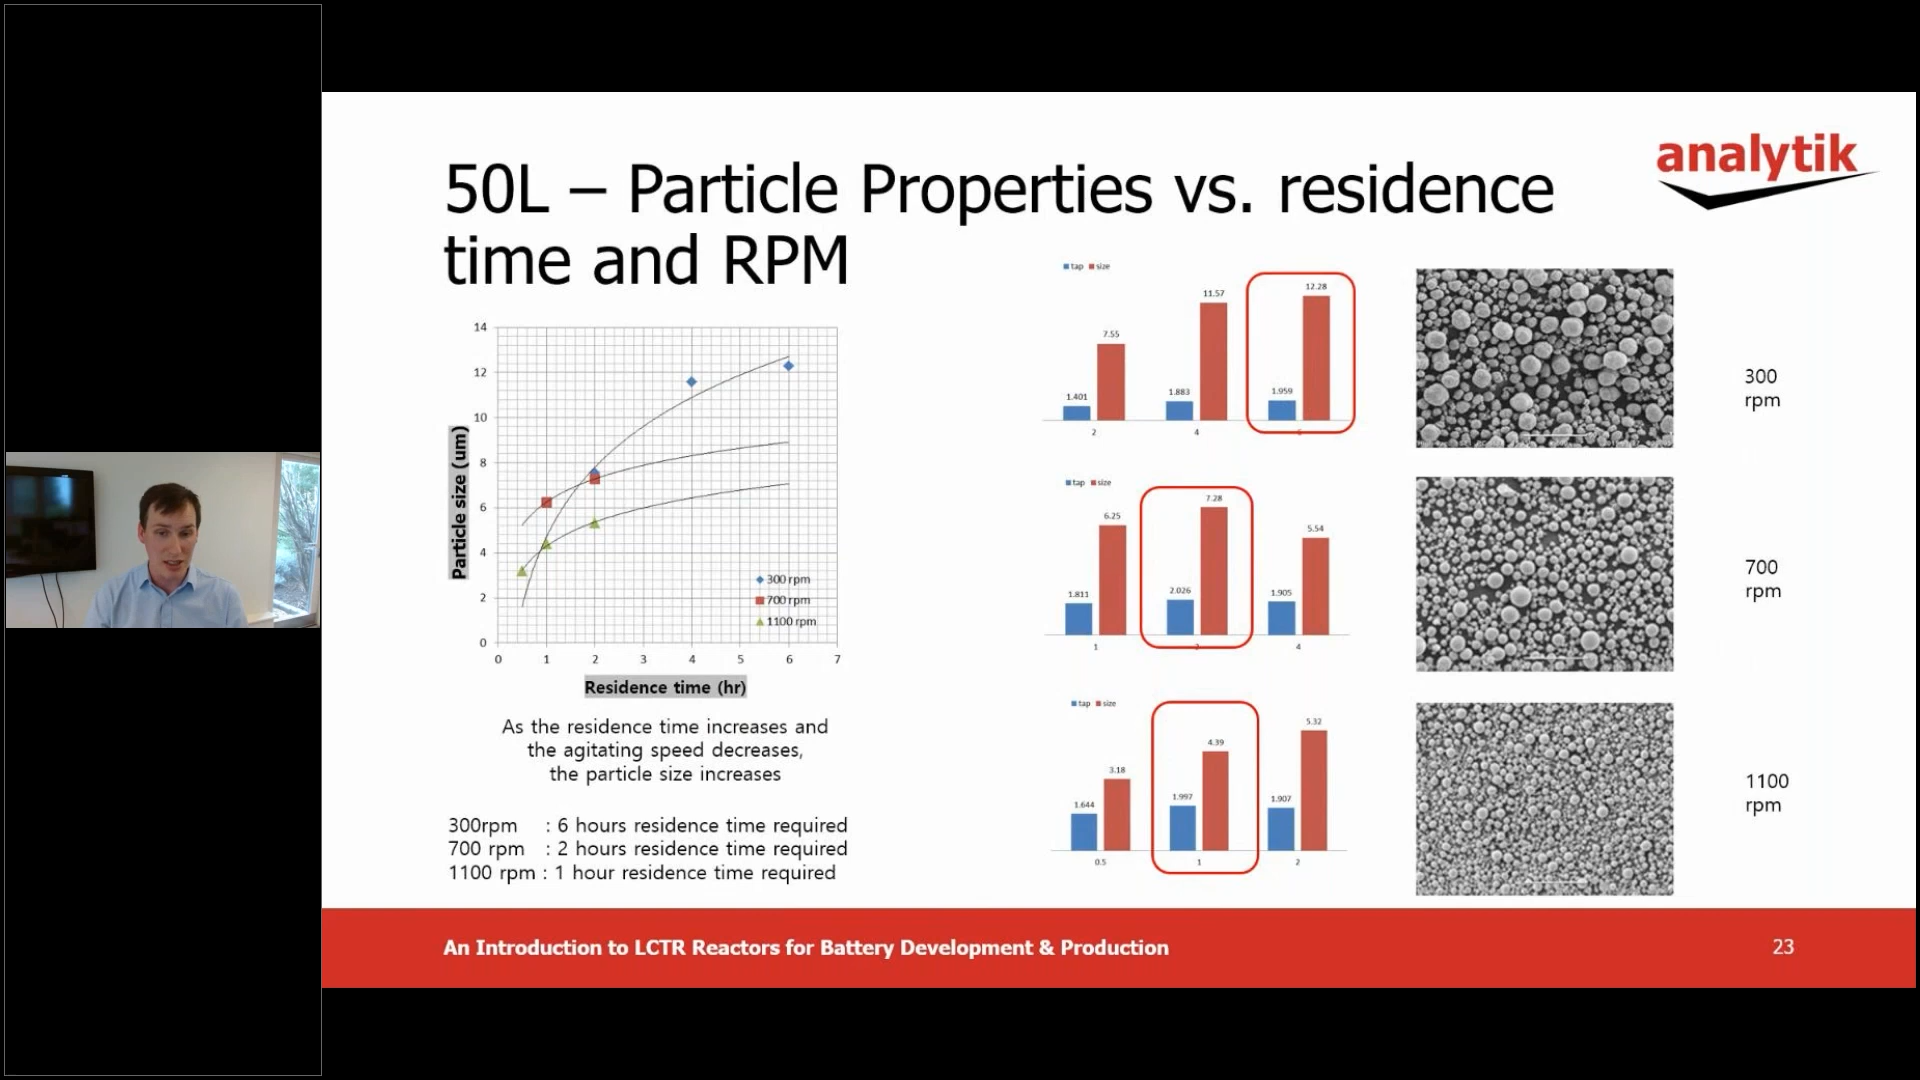 analytik
50L – Particle Properties vs. residence
time and RPM
14
12
10
8
6
4
2
0
Particle size (um)
300 rpm
700 rpm
1100 rpm
0 1 2 3 4 5 6 7
Residence time (hr)
As the residence time increases and
the agitating speed decreases,
the particle size increases
300rpm : 6 hours residence time required
700 rpm : 2 hours residence time required
1100 rpm : 1 hour residence time required
tap size
12.28
11.57
7.55
1.401 1.883 1.959
2 4
300
rpm
tap size
7.28
6.25
5.54
1.811 2.026 1.905
1 2 4
700
rpm
tap size
5.32
4.39
3.18
1.644 1.997 1.907
0.5 1 2
1100
rpm
An Introduction to LCTR Reactors for Battery Development & Production
23